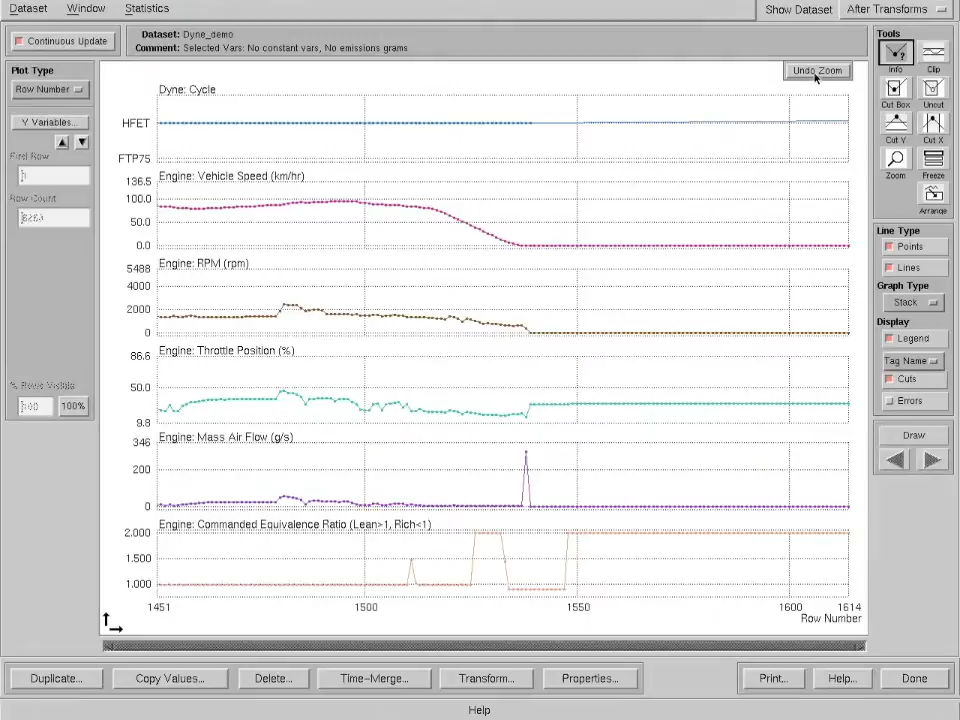 Dataset Window Statistics
Show Dataset After Transforms
Continuous Update
Dataset: Dyne_demo
Comment: Selected Vars: No constant vars, No emissions grams
Plot Type
Row Number
Y Variables...
First Row
1
Row Count
8253
% Rows Visible
100 100%
Undo Zoom
Dyne: Cycle
HFET
FTP75
Engine: Vehicle Speed (km/hr)
136.5
100.0
50.0
0.0
Engine: RPM (rpm)
5488
4000
2000
0
Engine: Throttle Position (%)
86.6
50.0
9.8
Engine: Mass Air Flow (g/s)
346
200
0
Engine: Commanded Equivalence Ratio (Lean>1, Rich<1)
2.000
1.500
1.000
1451 1500 1550 1600 1614
Row Number
Tools
Info Clip
Cut Box Uncut
Cut Y Cut X
Zoom Freeze
Arrange
Line Type
Points
Lines
Graph Type
Stack
Display
Legend
Tag Name
Cuts
Errors
Draw
Duplicate... Copy Values... Delete... Time-Merge... Transform... Properties... Print... Help... Done
Help